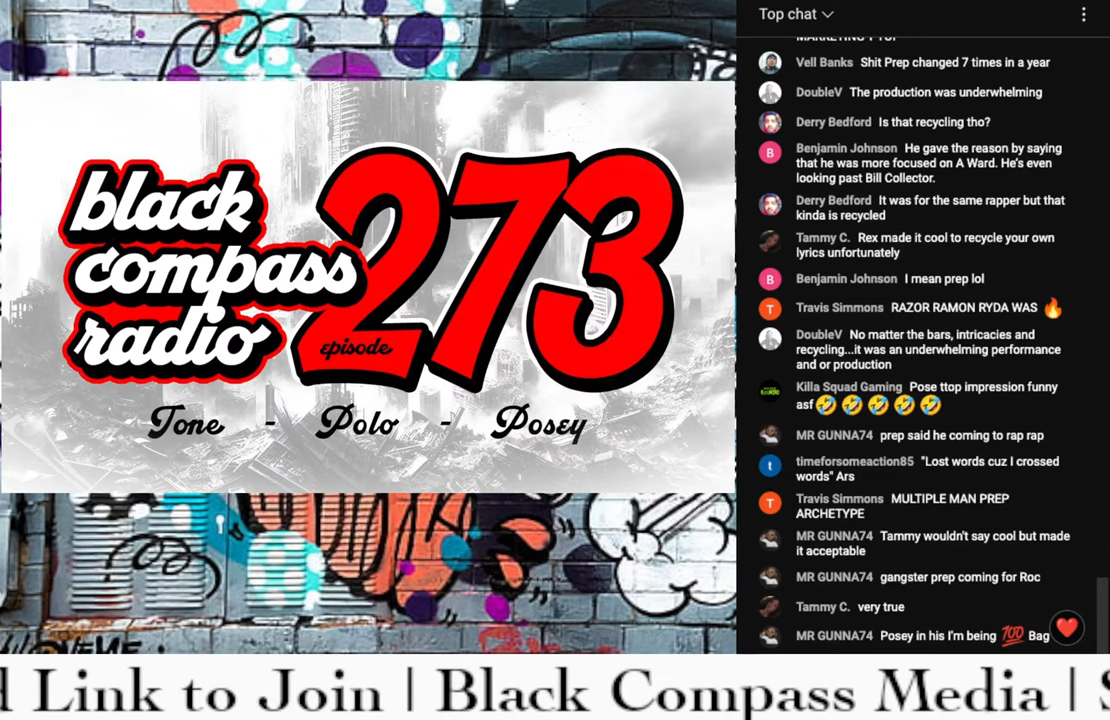 Top chat
Vell Banks Shit Prep changed 7 times in a year
DoubleV The production was underwhelming
Derry Bedford Is that recycling tho?
B
Benjamin Johnson He gave the reason by saying
that he was more focused on A Ward. He's even
looking past Bill Collector.
Derry Bedford It was for the same rapper but that
kinda is recycled
Tammy C. Rex made it cool to recycle your own
lyrics unfortunately
B
Benjamin Johnson I mean prep lol
T
Travis Simmons RAZOR RAMON RYDA WAS 🔥
DoubleV No matter the bars, intricacies and
recycling...it was an underwhelming performance
and or production
Killa Squad Gaming Pose ttop impression funny
asf🤣🤣🤣🤣🤣
MR GUNNA74 prep said he coming to rap rap
t
timeforsomeaction85 "Lost words cuz I crossed
words" Ars
T
Travis Simmons MULTIPLE MAN PREP
ARCHETYPE
MR GUNNA74 Tammy wouldn't say cool but made
it acceptable
MR GUNNA74 gangster prep coming for Roc
Tammy C. very true
MR GUNNA74 Posey in his I'm being 💯 Bag
black
compass
radio
273
episode
Tone - Polo - Posey
d Link to Join | Black Compass Media | S